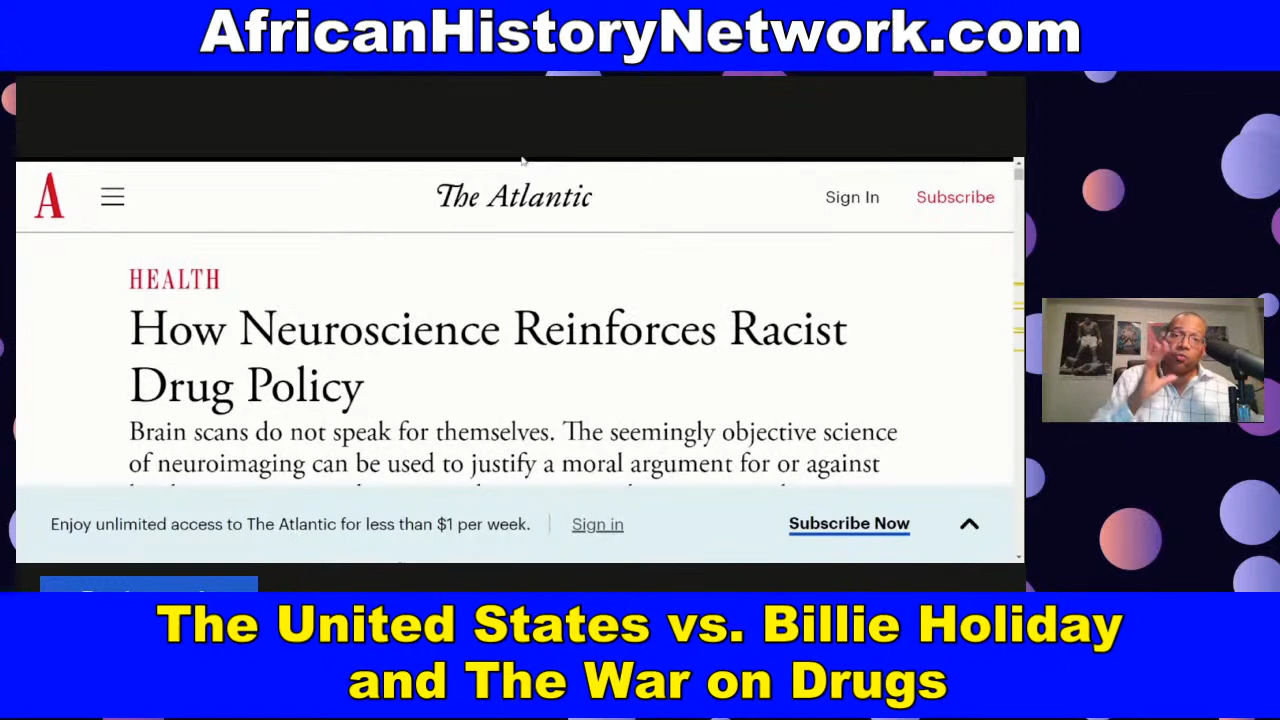 AfricanHistoryNetwork.com
A
The Atlantic
Sign In
Subscribe
HEALTH
How Neuroscience Reinforces Racist
Drug Policy
Brain scans do not speak for themselves. The seemingly objective science
of neuroimaging can be used to justify a moral argument for or against
Enjoy unlimited access to The Atlantic for less than $1 per week.
Sign in
Subscribe Now
The United States vs. Billie Holiday
and The War on Drugs